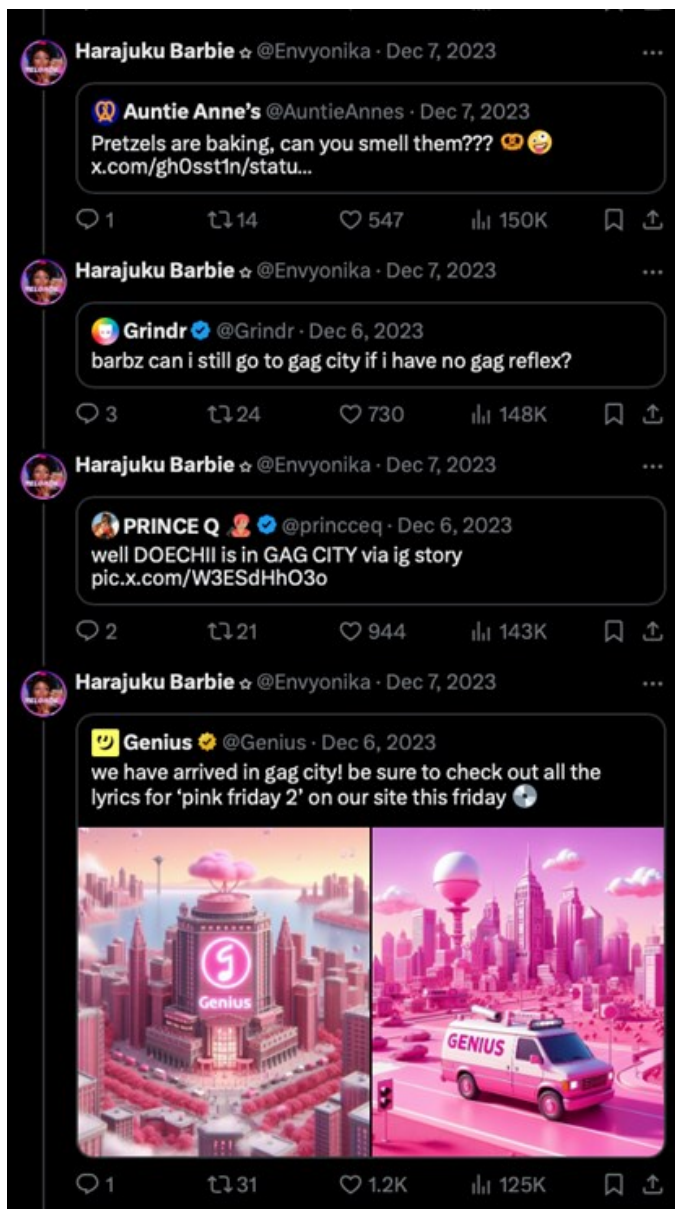 Harajuku Barbie ☆ @Envyonika · Dec 7, 2023
Auntie Anne's @AuntieAnnes · Dec 7, 2023
Pretzels are baking, can you smell them??? 🥨🤪
x.com/gh0sst1n/statu...
1 14 547 150K
Harajuku Barbie ☆ @Envyonika · Dec 7, 2023
Grindr @Grindr · Dec 6, 2023
barbz can i still go to gag city if i have no gag reflex?
3 24 730 148K
Harajuku Barbie ☆ @Envyonika · Dec 7, 2023
PRINCE Q @princceq · Dec 6, 2023
well DOECHII is in GAG CITY via ig story
pic.x.com/W3ESdHhO3o
2 21 944 143K
Harajuku Barbie ☆ @Envyonika · Dec 7, 2023
Genius @Genius · Dec 6, 2023
we have arrived in gag city! be sure to check out all the
lyrics for 'pink friday 2' on our site this friday 💿
Genius
GENIUS
1 31 1.2K 125K